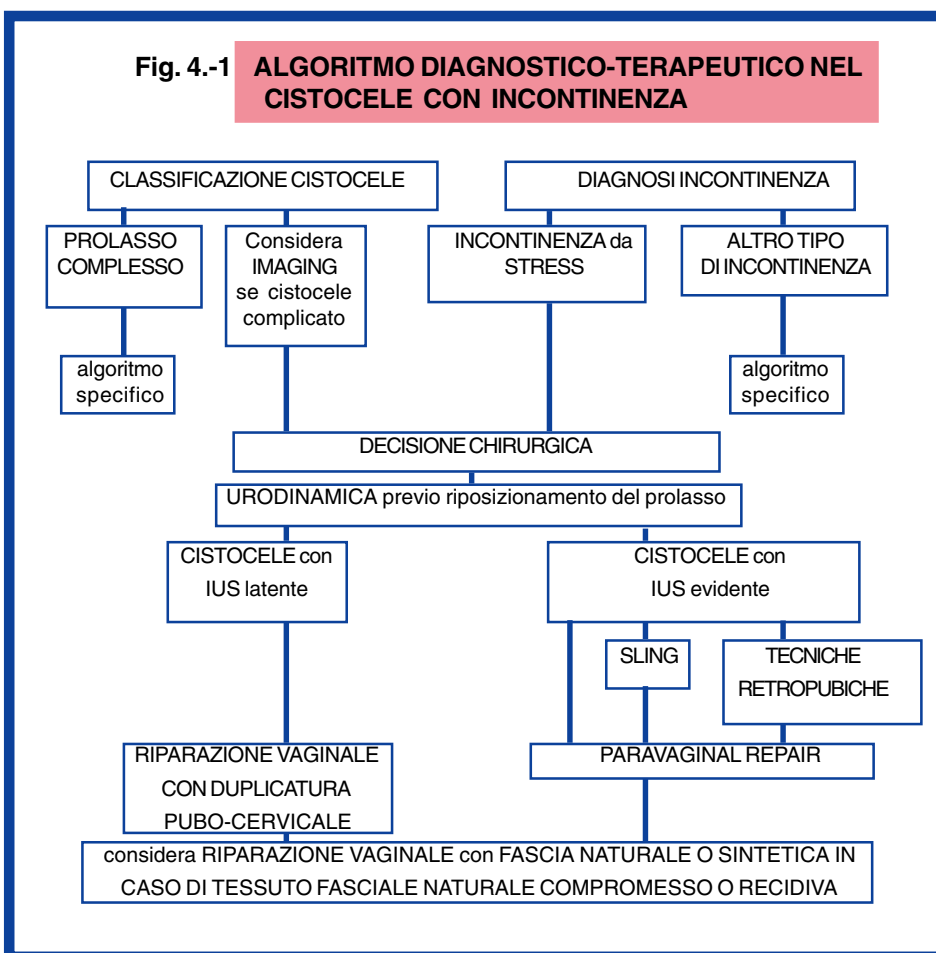 Fig. 4.-1 ALGORITMO DIAGNOSTICO-TERAPEUTICO NEL
CISTOCELE CON INCONTINENZA
CLASSIFICAZIONE CISTOCELE
DIAGNOSI INCONTINENZA
PROLASSO
COMPLESSO
Considera
IMAGING
se cistocele
complicato
INCONTINENZA da
STRESS
ALTRO TIPO
DI INCONTINENZA
algoritmo
specifico
algoritmo
specifico
DECISIONE CHIRURGICA
URODINAMICA previo riposizionamento del prolasso
CISTOCELE con
IUS latente
CISTOCELE con
IUS evidente
SLING
TECNICHE
RETROPUBICHE
RIPARAZIONE VAGINALE
CON DUPLICATURA
PUBO-CERVICALE
PARAVAGINAL REPAIR
considera RIPARAZIONE VAGINALE con FASCIA NATURALE O SINTETICA IN
CASO DI TESSUTO FASCIALE NATURALE COMPROMESSO O RECIDIVA